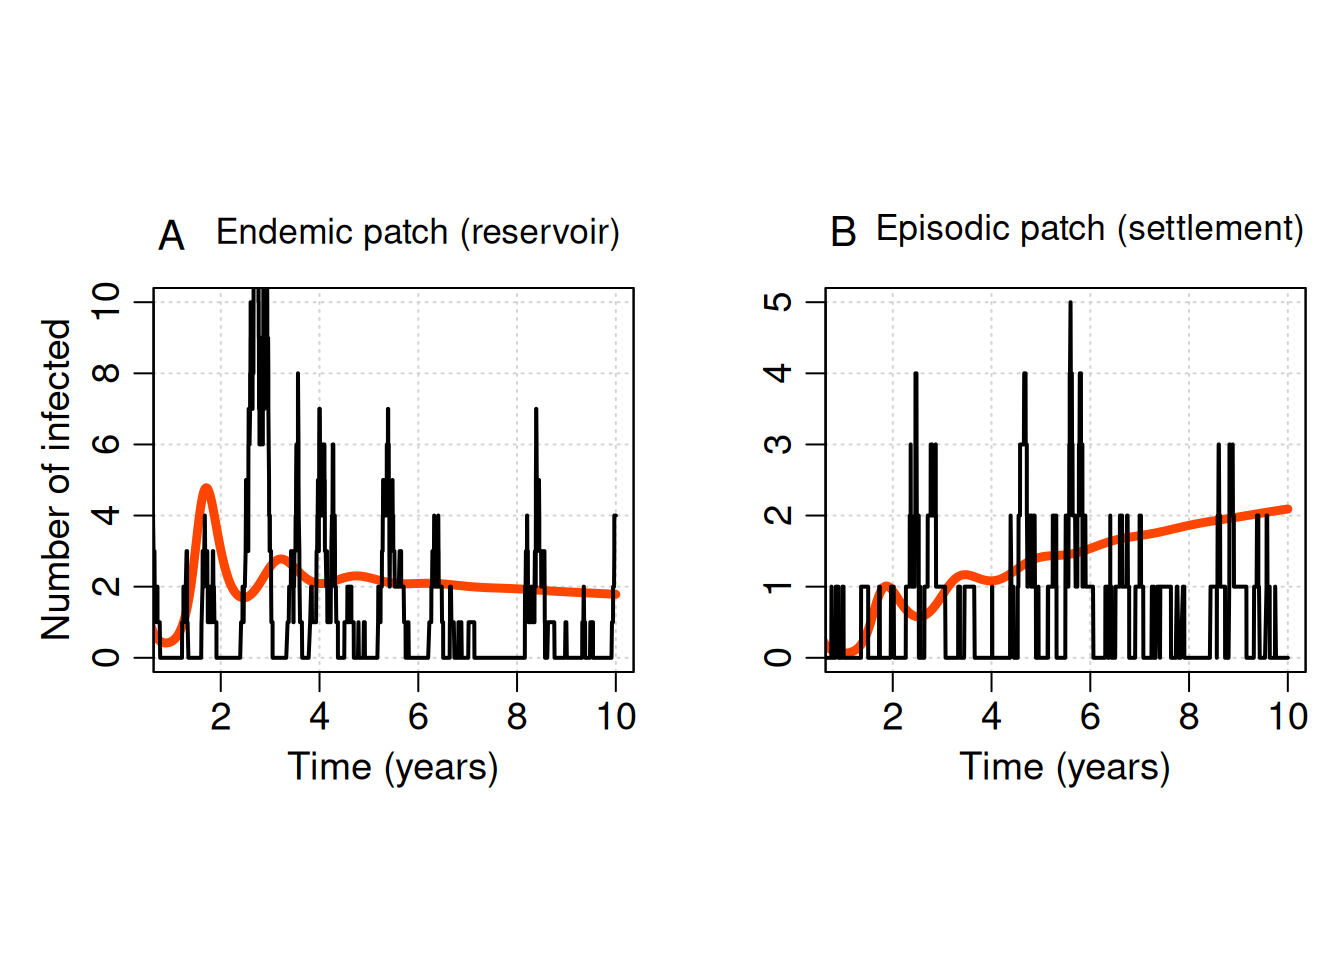 A Endemic patch (reservoir)
Number of infected
0 2 4 6 8 10
2 4 6 8 10
Time (years)
B Episodic patch (settlement)
0 1 2 3 4 5
2 4 6 8 10
Time (years)